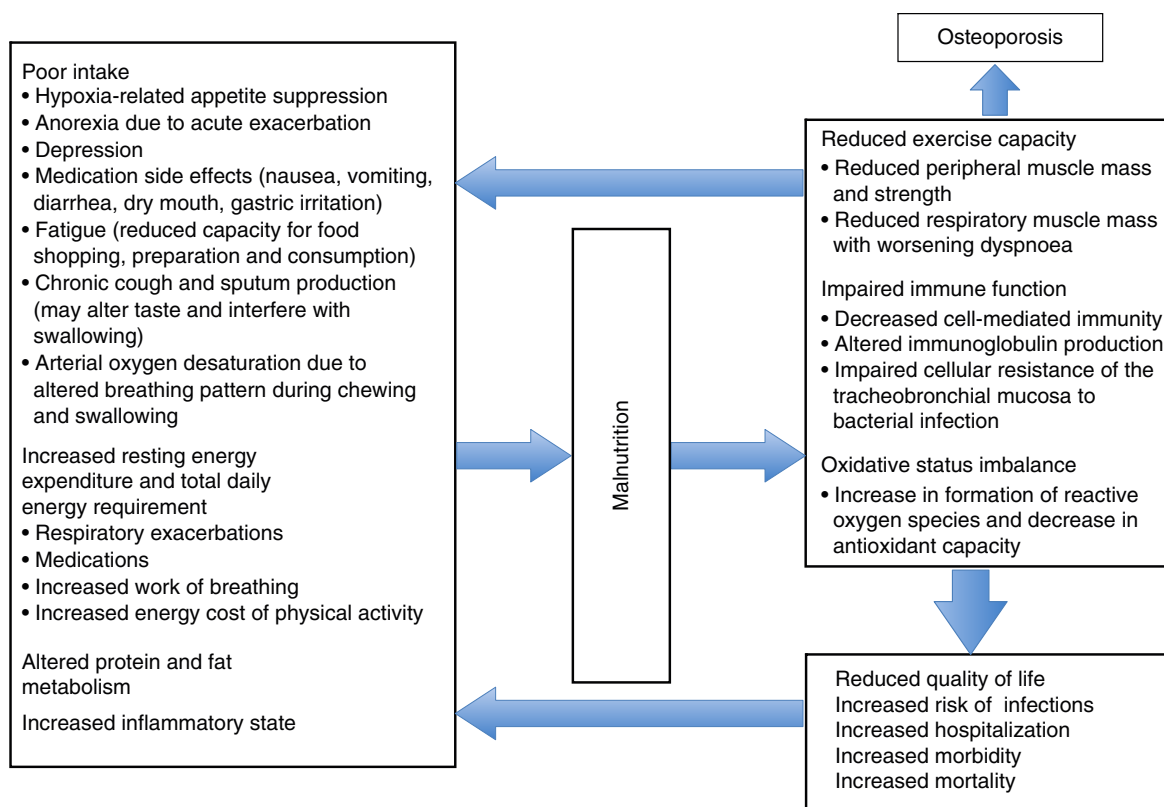 Poor intake
• Hypoxia-related appetite suppression
• Anorexia due to acute exacerbation
• Depression
• Medication side effects (nausea, vomiting,
diarrhea, dry mouth, gastric irritation)
• Fatigue (reduced capacity for food
shopping, preparation and consumption)
• Chronic cough and sputum production
(may alter taste and interfere with
swallowing)
• Arterial oxygen desaturation due to
altered breathing pattern during chewing
and swallowing
Increased resting energy
expenditure and total daily
energy requirement
• Respiratory exacerbations
• Medications
• Increased work of breathing
• Increased energy cost of physical activity
Altered protein and fat
metabolism
Increased inflammatory state
Malnutrition
Osteoporosis
Reduced exercise capacity
• Reduced peripheral muscle mass
and strength
• Reduced respiratory muscle mass
with worsening dyspnoea
Impaired immune function
• Decreased cell-mediated immunity
• Altered immunoglobulin production
• Impaired cellular resistance of the
tracheobronchial mucosa to
bacterial infection
Oxidative status imbalance
• Increase in formation of reactive
oxygen species and decrease in
antioxidant capacity
Reduced quality of life
Increased risk of infections
Increased hospitalization
Increased morbidity
Increased mortality